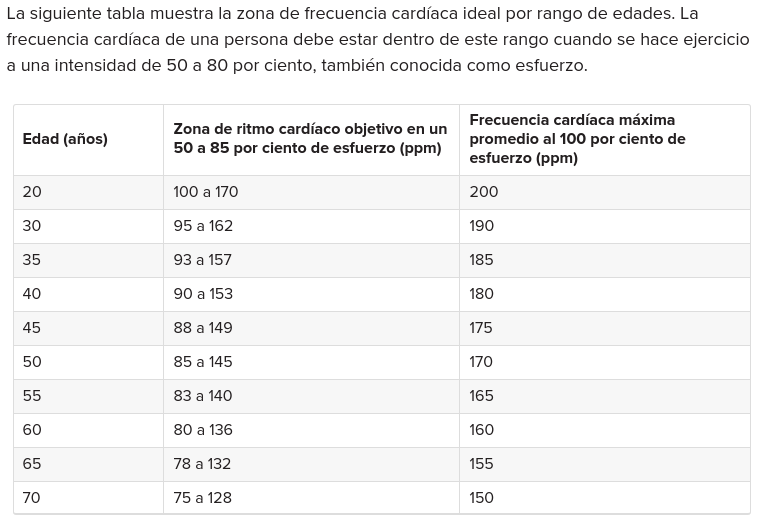 La siguiente tabla muestra la zona de frecuencia cardíaca ideal por rango de edades. La
frecuencia cardíaca de una persona debe estar dentro de este rango cuando se hace ejercicio
a una intensidad de 50 a 80 por ciento, también conocida como esfuerzo.
Edad (años)
Zona de ritmo cardíaco objetivo en un
50 a 85 por ciento de esfuerzo (ppm)
Frecuencia cardíaca máxima
promedio al 100 por ciento de
esfuerzo (ppm)
20 100 a 170 200
30 95 a 162 190
35 93 a 157 185
40 90 a 153 180
45 88 a 149 175
50 85 a 145 170
55 83 a 140 165
60 80 a 136 160
65 78 a 132 155
70 75 a 128 150